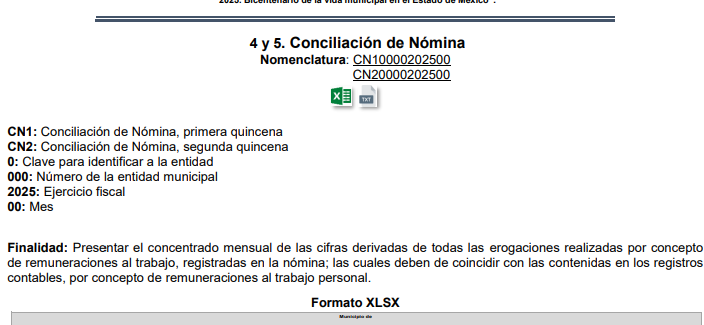 "2025. Bicentenario de la vida municipal en el Estado de México".
4 y 5. Conciliación de Nómina
Nomenclatura: CN10000202500
CN20000202500
TXT
CN1: Conciliación de Nómina, primera quincena
CN2: Conciliación de Nómina, segunda quincena
0: Clave para identificar a la entidad
000: Número de la entidad municipal
2025: Ejercicio fiscal
00: Mes
Finalidad: Presentar el concentrado mensual de las cifras derivadas de todas las erogaciones realizadas por concepto
de remuneraciones al trabajo, registradas en la nómina; las cuales deben de coincidir con las contenidas en los registros
contables, por concepto de remuneraciones al trabajo personal.
Formato XLSX
Municipio de